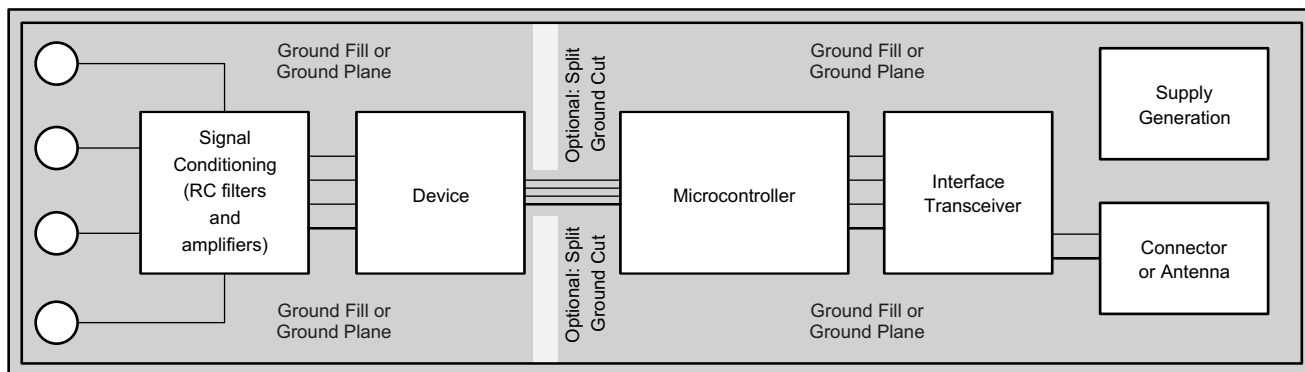 Ground Fill or
Ground Plane
Optional: Split
Ground Cut
Ground Fill or
Ground Plane
Supply
Generation
Signal
Conditioning
(RC filters
and
amplifiers)
Device
Microcontroller
Interface
Transceiver
Connector
or Antenna
Ground Fill or
Ground Plane
Optional: Split
Ground Cut
Ground Fill or
Ground Plane